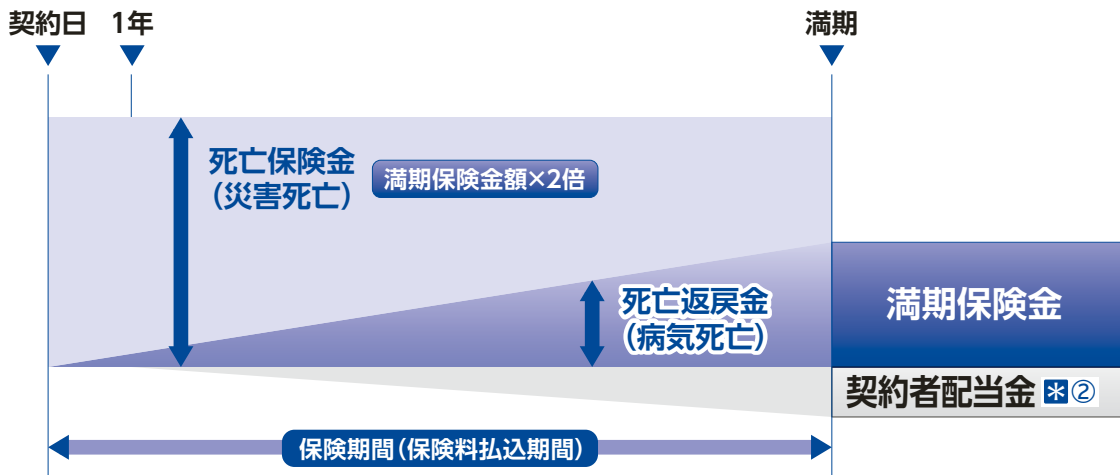 契約日 1年 満期
死亡保険金
(災害死亡)
満期保険金額×2倍
死亡返戻金
(病気死亡)
満期保険金
契約者配当金 *②
保険期間(保険料払込期間)